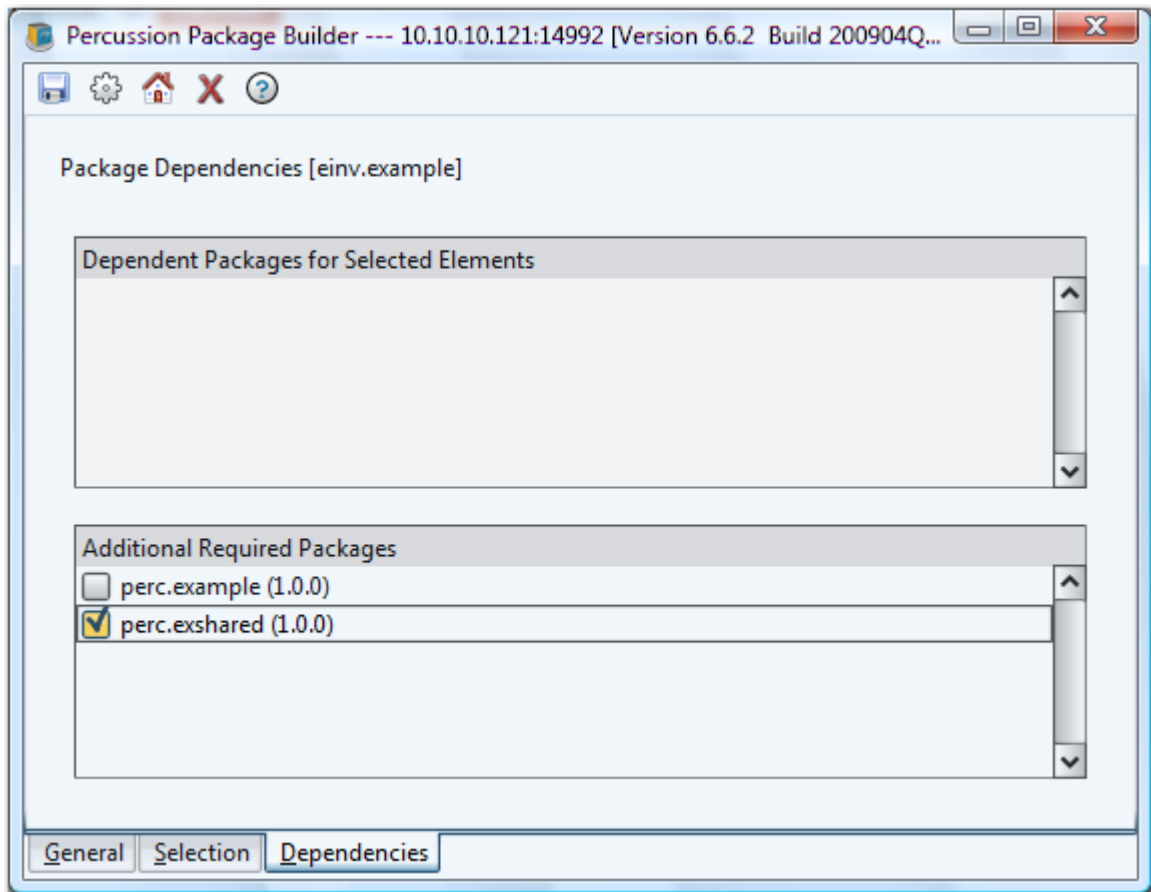 Percussion Package Builder --- 10.10.10.121:14992 [Version 6.6.2 Build 200904Q...
Package Dependencies [einv.example]
Dependent Packages for Selected Elements
Additional Required Packages
perc.example (1.0.0)
perc.exshared (1.0.0)
General Selection Dependencies